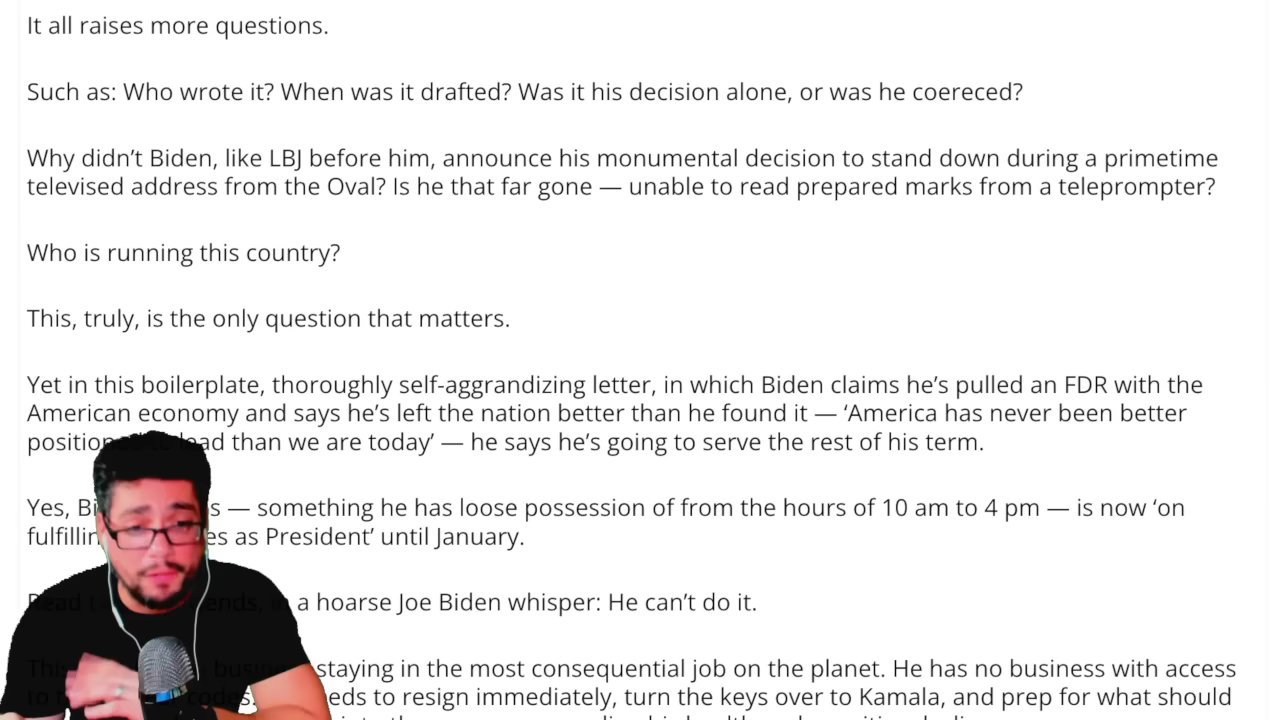 It all raises more questions.
Such as: Who wrote it? When was it drafted? Was it his decision alone, or was he coereced?
Why didn’t Biden, like LBJ before him, announce his monumental decision to stand down during a primetime
televised address from the Oval? Is he that far gone — unable to read prepared marks from a teleprompter?
Who is running this country?
This, truly, is the only question that matters.
Yet in this boilerplate, thoroughly self-aggrandizing letter, in which Biden claims he’s pulled an FDR with the
American economy and says he’s left the nation better than he found it — ‘America has never been better
than we are today’ — he says he’s going to serve the rest of his term.
Yes, — something he has loose possession of from the hours of 10 am to 4 pm — is now ‘on
as President’ until January.
Read a hoarse Joe Biden whisper: He can’t do it.
staying in the most consequential job on the planet. He has no business with access
to resign immediately, turn the keys over to Kamala, and prep for what should